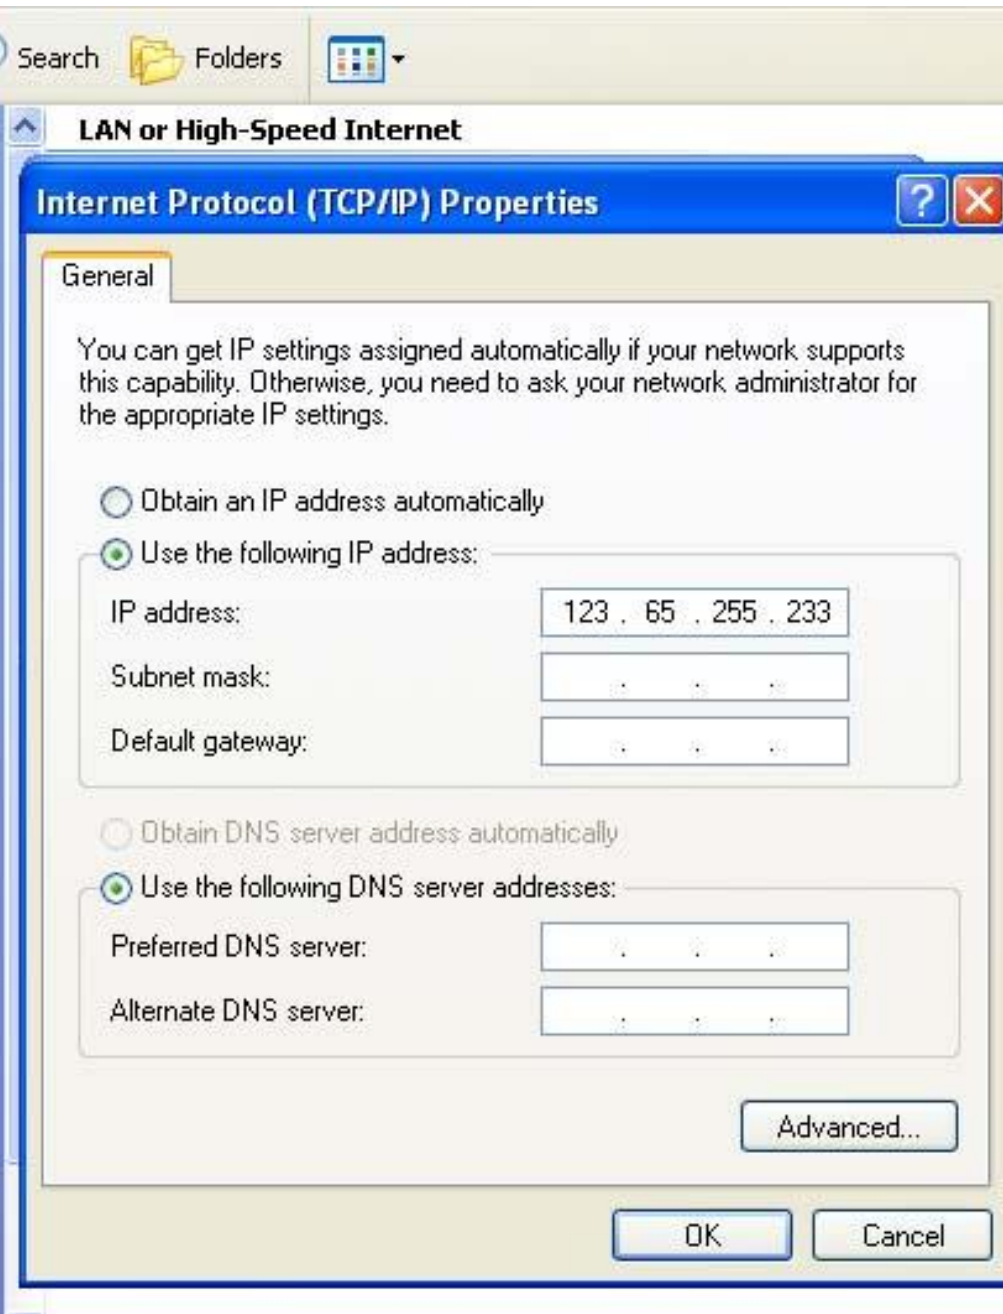 Search Folders
LAN or High-Speed Internet
Internet Protocol (TCP/IP) Properties
General
You can get IP settings assigned automatically if your network supports
this capability. Otherwise, you need to ask your network administrator for
the appropriate IP settings.
Obtain an IP address automatically
Use the following IP address:
IP address: 123 . 65 . 255 . 233
Subnet mask: . . .
Default gateway: . . .
Obtain DNS server address automatically
Use the following DNS server addresses:
Preferred DNS server: . . .
Alternate DNS server: . . .
Advanced...
OK Cancel